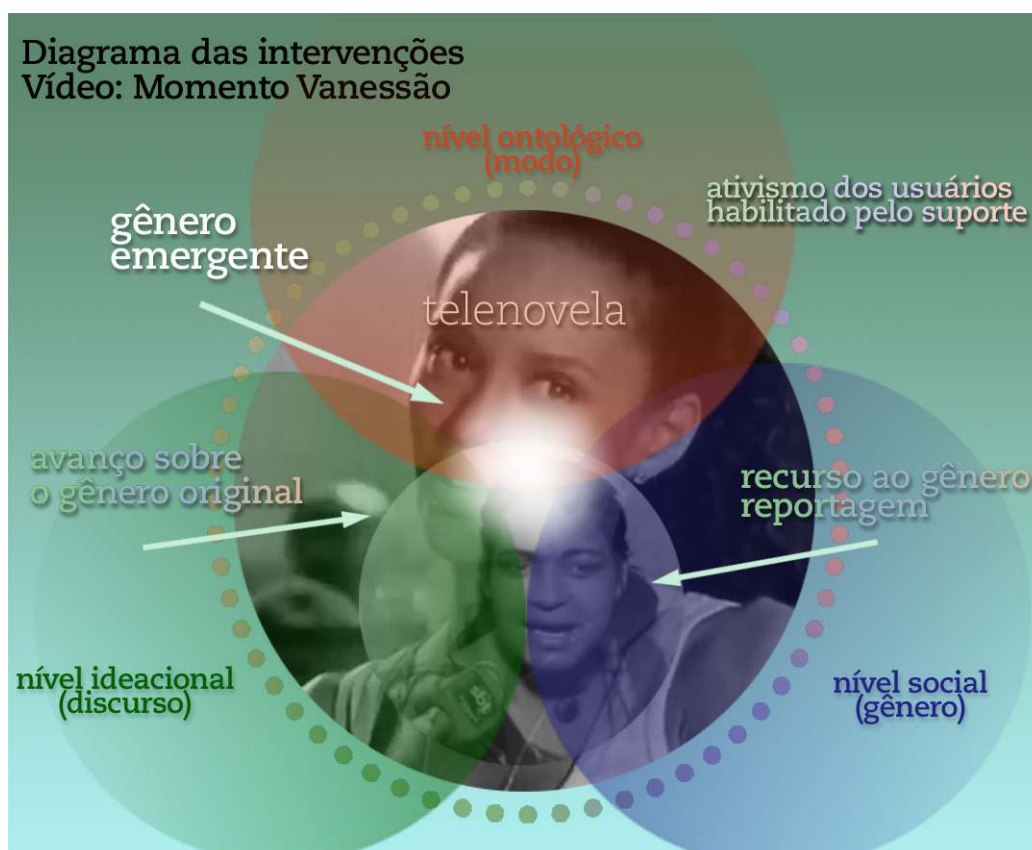 Diagrama das intervenções
Vídeo: Momento Vanessão
nível ontológico
(modo)
ativismo dos usuários
habilitado pelo suporte
gênero
emergente
telenovela
avanço sobre
o gênero original
recurso ao gênero
reportagem
nível ideacional
(discurso)
nível social
(gênero)